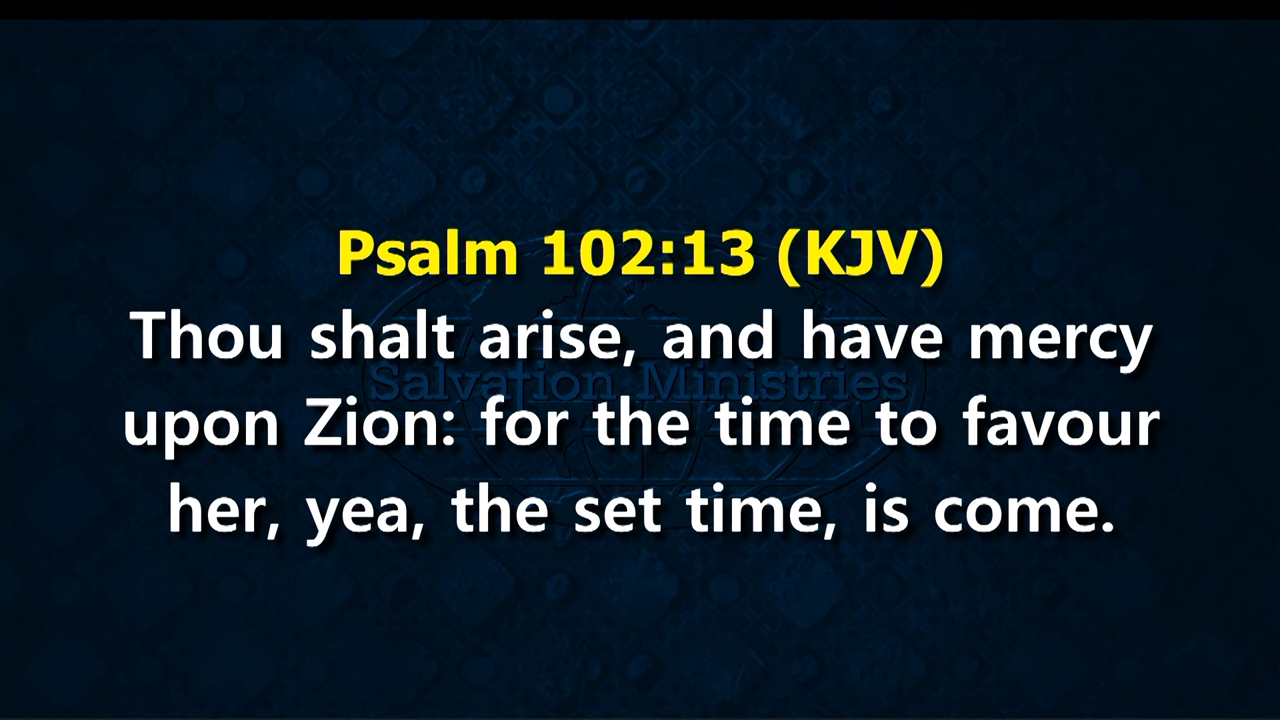 Psalm 102:13 (KJV)
Thou shalt arise, and have mercy
Salvation Ministries
upon Zion: for the time to favour
her, yea, the set time, is come.